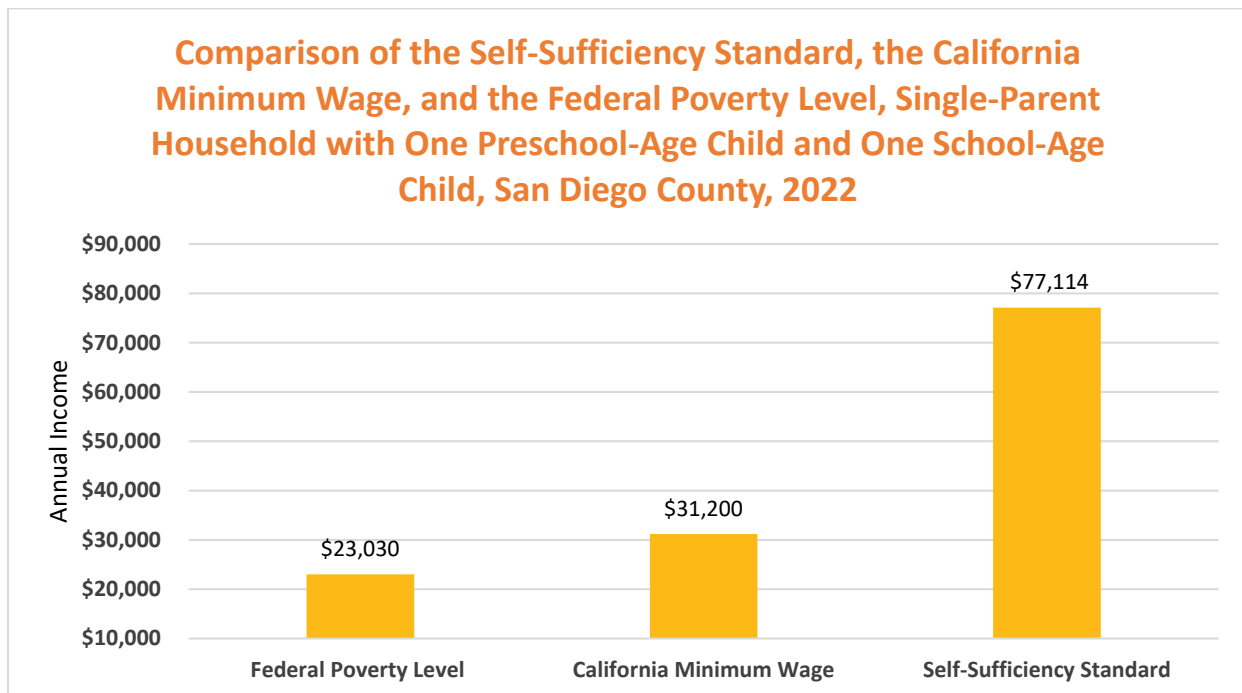 Comparison of the Self-Sufficiency Standard, the California
Minimum Wage, and the Federal Poverty Level, Single-Parent
Household with One Preschool-Age Child and One School-Age
Child, San Diego County, 2022
Annual Income
$90,000
$80,000
$70,000
$60,000
$50,000
$40,000
$30,000
$20,000
$10,000
$23,030
$31,200
$77,114
Federal Poverty Level
California Minimum Wage
Self-Sufficiency Standard